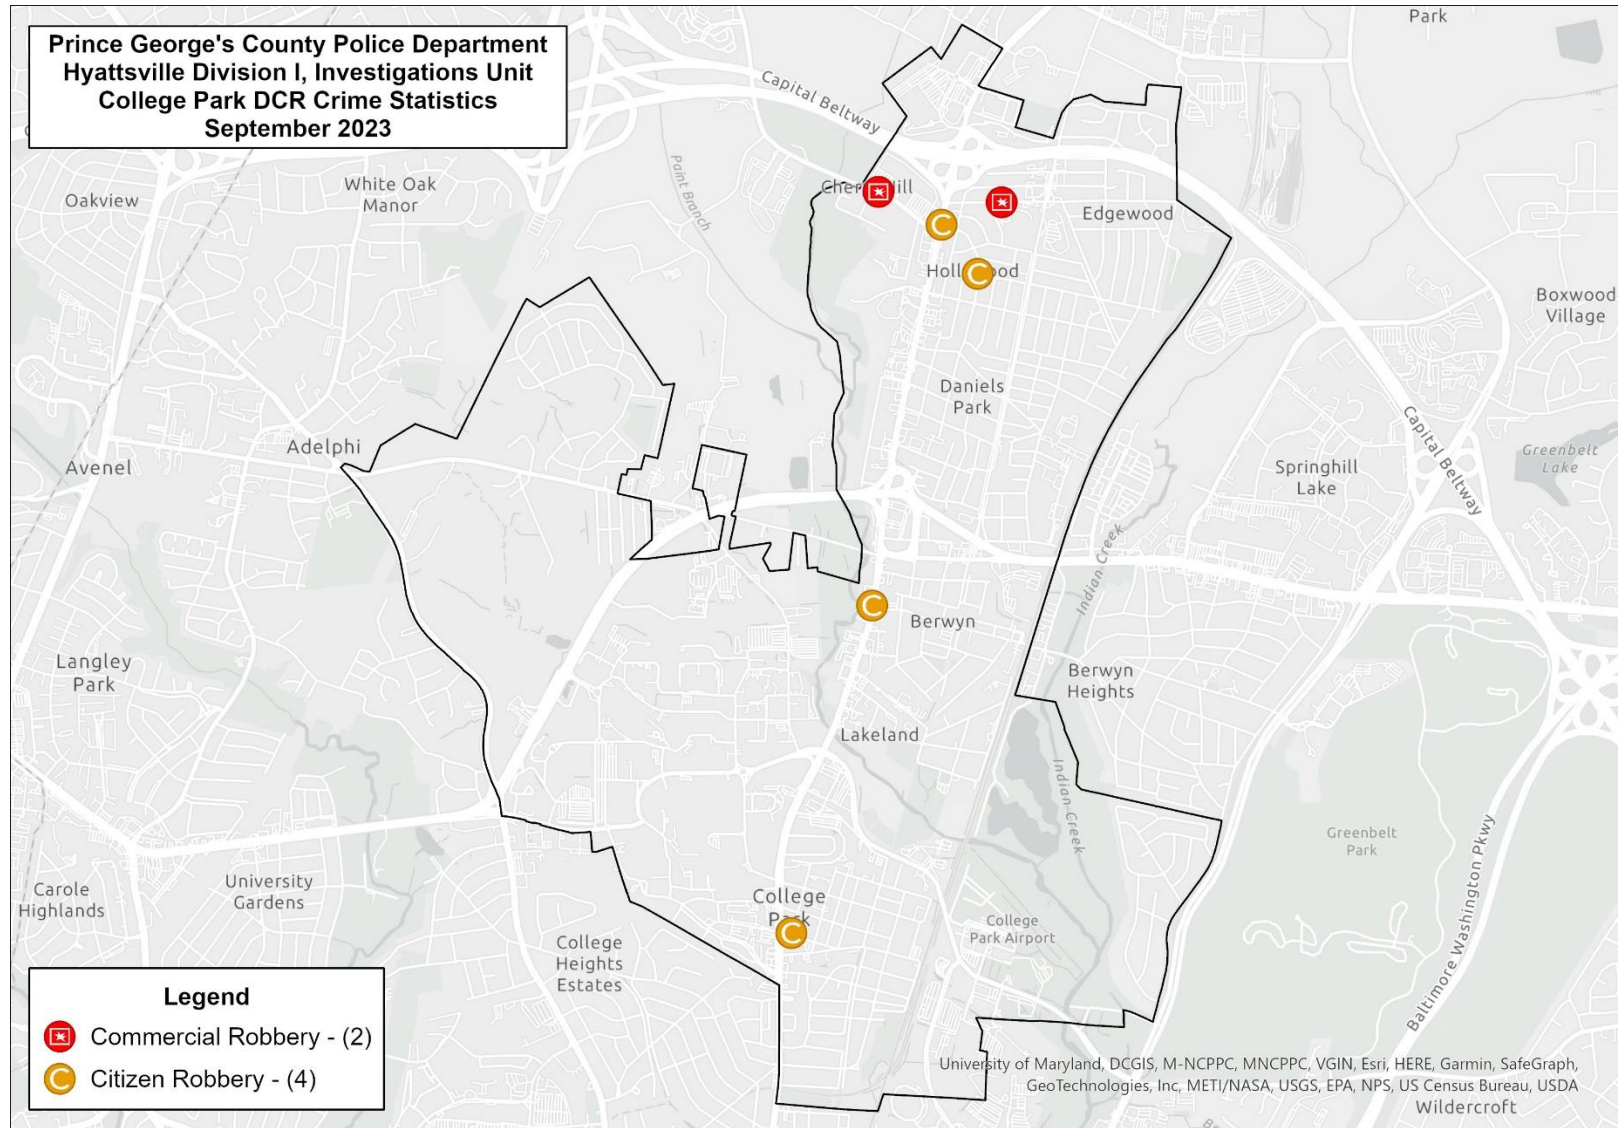 Prince George's County Police Department
Hyattsville Division I, Investigations Unit
College Park DCR Crime Statistics
September 2023
Park
Capital Beltway
Paint Branch
Oakview
White Oak
Manor
Edgewood
Boxwood
Village
Daniels
Park
Capital Beltway
Adelphi
Avenel
Springhill
Lake
Greenbelt
Lake
Indian Creek
Berwyn
Langley
Park
Berwyn
Heights
Lakeland
Indian Creek
Greenbelt
Park
Baltimore Washington Pkwy
Carole
Highlands
University
Gardens
College
Park
College
Park Airport
College
Heights
Estates
Legend
Commercial Robbery - (2)
C Citizen Robbery - (4)
C
C
C
C
University of Maryland, DCGIS, M-NCPPC, MNCPPC, VGIN, Esri, HERE, Garmin, SafeGraph,
GeoTechnologies, Inc, METI/NASA, USGS, EPA, NPS, US Census Bureau, USDA
Wildercroft